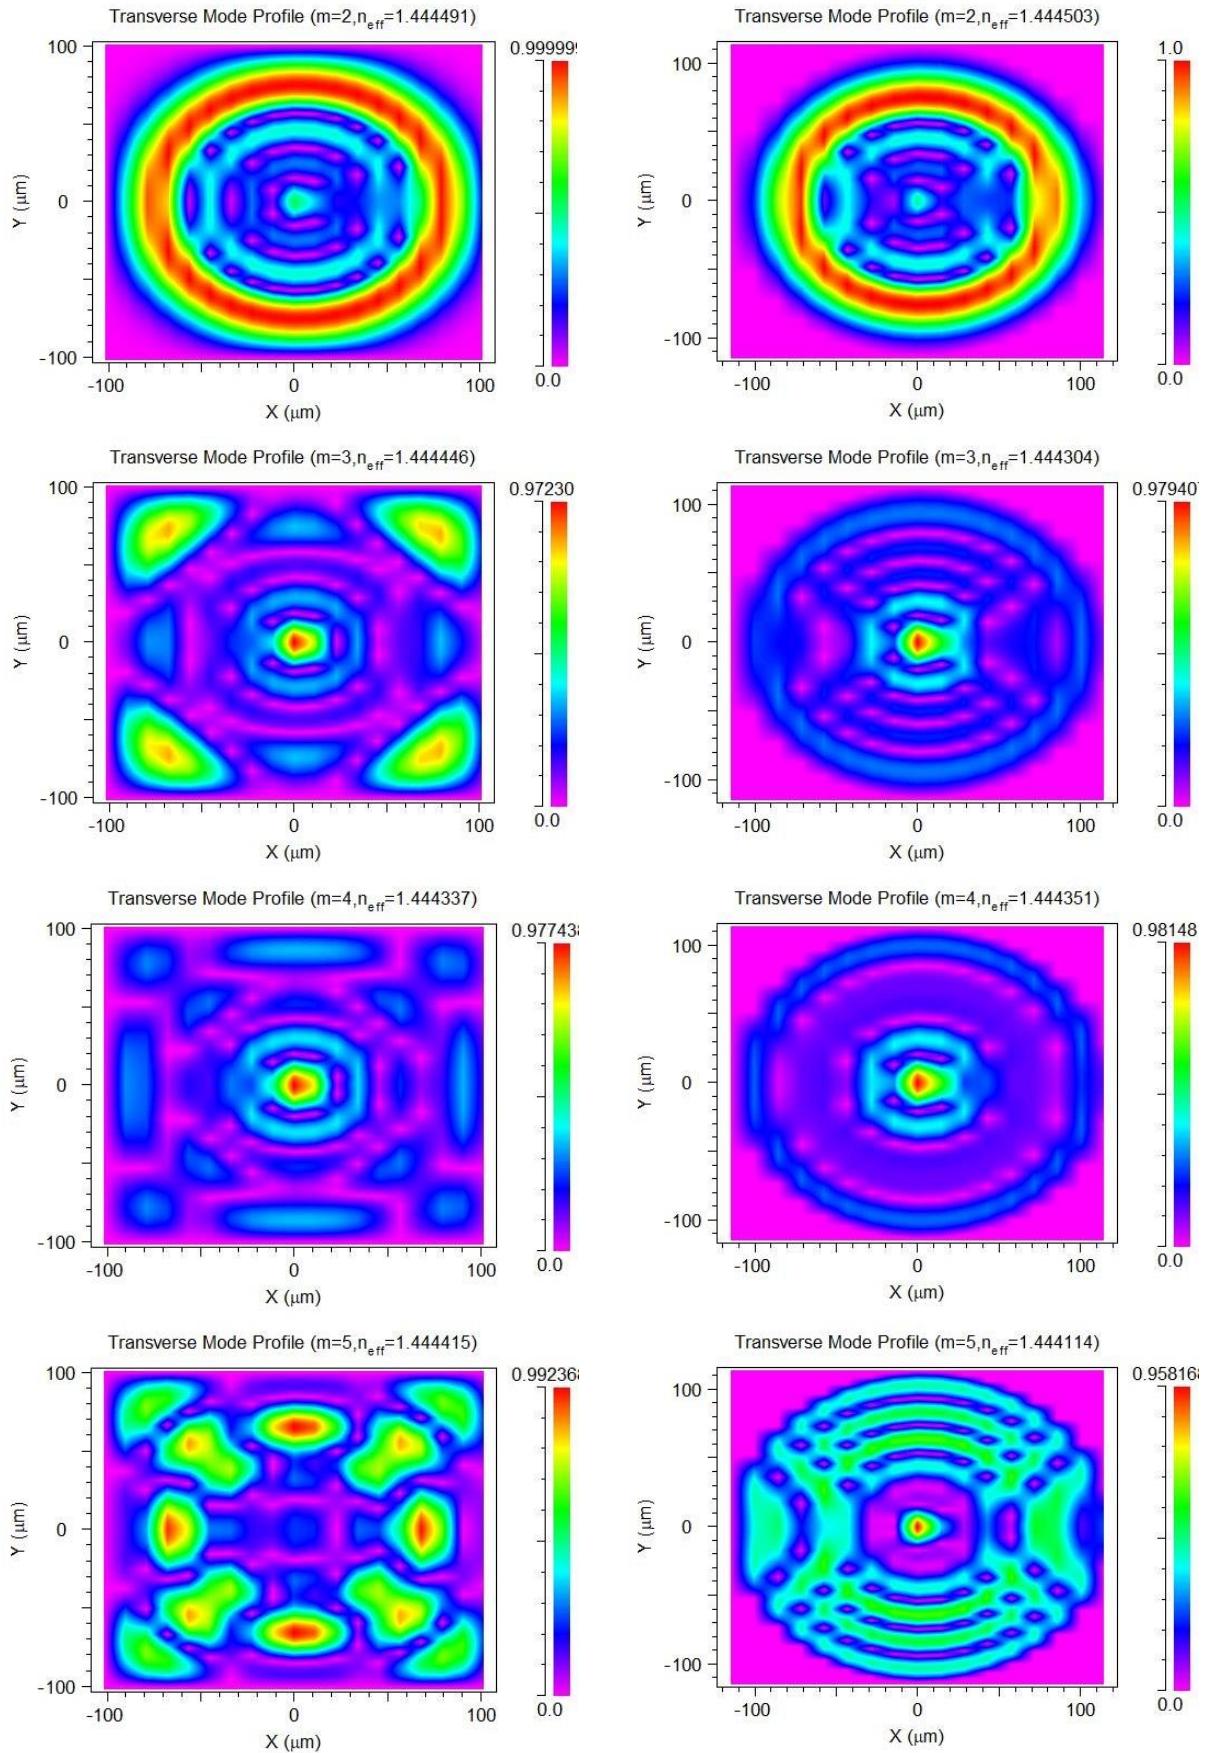 Transverse Mode Profile (m=2,neff=1.444491)
0.999999
100
0
-100
Y (µm)
-100 0 100
X (µm)
0.0
Transverse Mode Profile (m=2,neff=1.444503)
1.0
100
0
-100
Y (µm)
-100 0 100
X (µm)
0.0
Transverse Mode Profile (m=3,neff=1.444446)
0.97230
100
0
-100
Y (µm)
-100 0 100
X (µm)
0.0
Transverse Mode Profile (m=3,neff=1.444304)
0.97940
100
0
-100
Y (µm)
-100 0 100
X (µm)
0.0
Transverse Mode Profile (m=4,neff=1.444337)
0.97743
100
0
-100
Y (µm)
-100 0 100
X (µm)
0.0
Transverse Mode Profile (m=4,neff=1.444351)
0.98148
100
0
-100
Y (µm)
-100 0 100
X (µm)
0.0
Transverse Mode Profile (m=5,neff=1.444415)
0.99236
100
0
-100
Y (µm)
-100 0 100
X (µm)
0.0
Transverse Mode Profile (m=5,neff=1.444114)
0.95816
100
0
-100
Y (µm)
-100 0 100
X (µm)
0.0